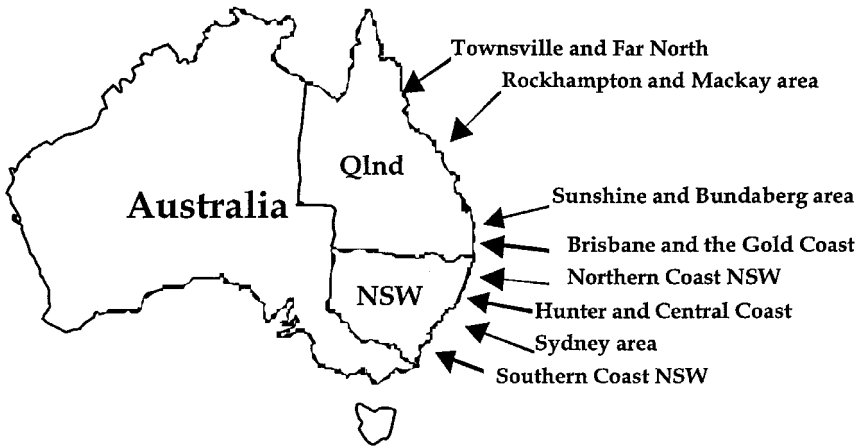 Townsville and Far North
Rockhampton and Mackay area
Qlnd
Australia
Sunshine and Bundaberg area
Brisbane and the Gold Coast
Northern Coast NSW
NSW
Hunter and Central Coast
Sydney area
Southern Coast NSW